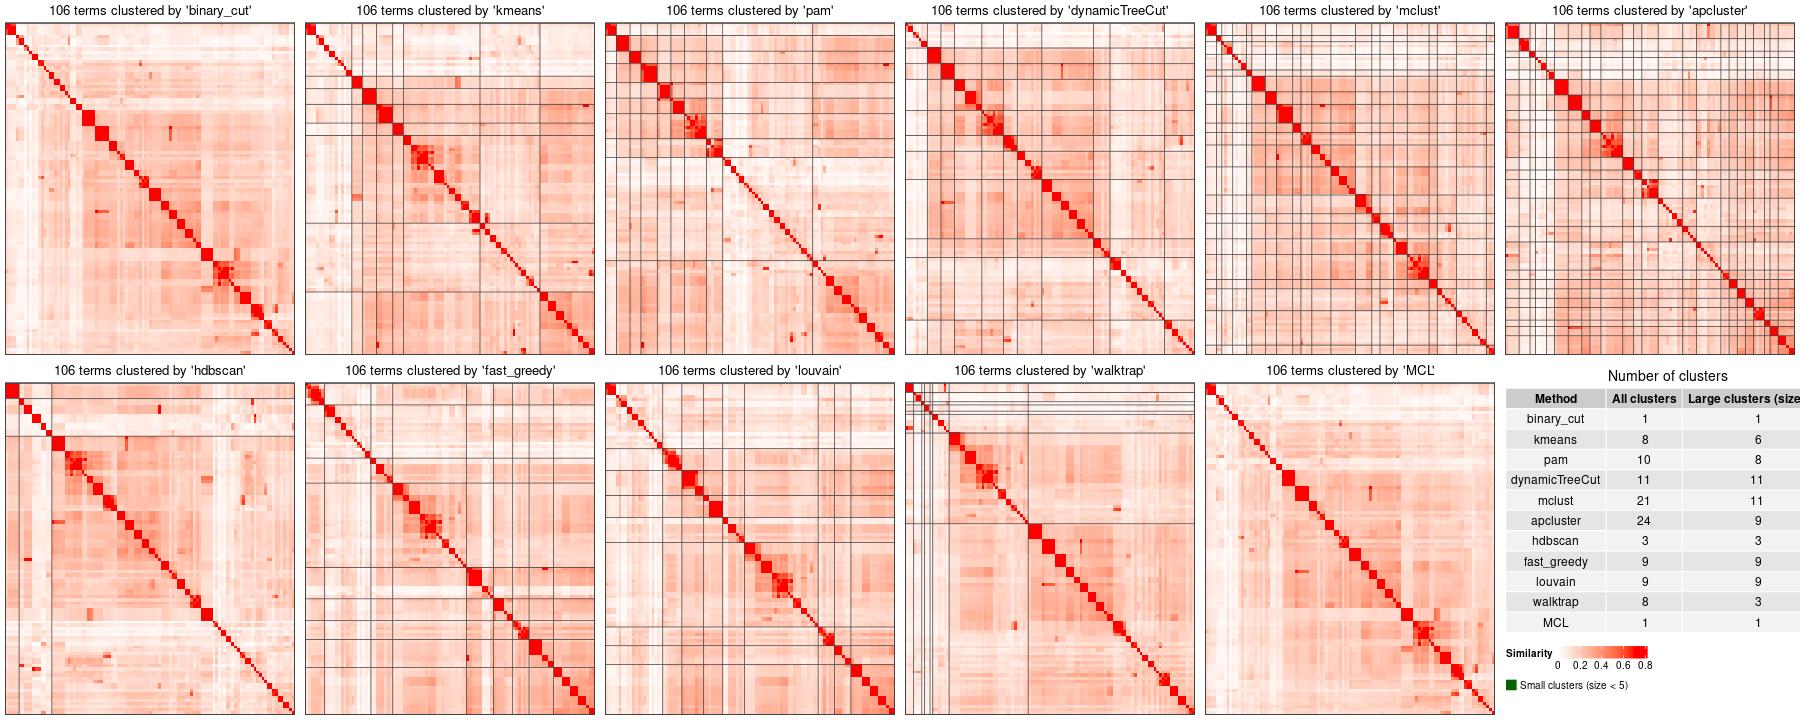 106 terms clustered by 'binary_cut'
106 terms clustered by 'kmeans'
106 terms clustered by 'pam'
106 terms clustered by 'dynamicTreeCut'
106 terms clustered by 'mclust'
106 terms clustered by 'apcluster'
106 terms clustered by 'hdbscan'
106 terms clustered by 'fast_greedy'
106 terms clustered by 'louvain'
106 terms clustered by 'walktrap'
106 terms clustered by 'MCL'
Number of clusters
Method All clusters Large clusters (size
binary_cut 1 1
kmeans 8 6
pam 10 8
dynamicTreeCut 11 11
mclust 21 11
apcluster 24 9
hdbscan 3 3
fast_greedy 9 9
louvain 9 9
walktrap 8 3
MCL 1 1
Similarity
0 0.2 0.4 0.6 0.8
Small clusters (size < 5)